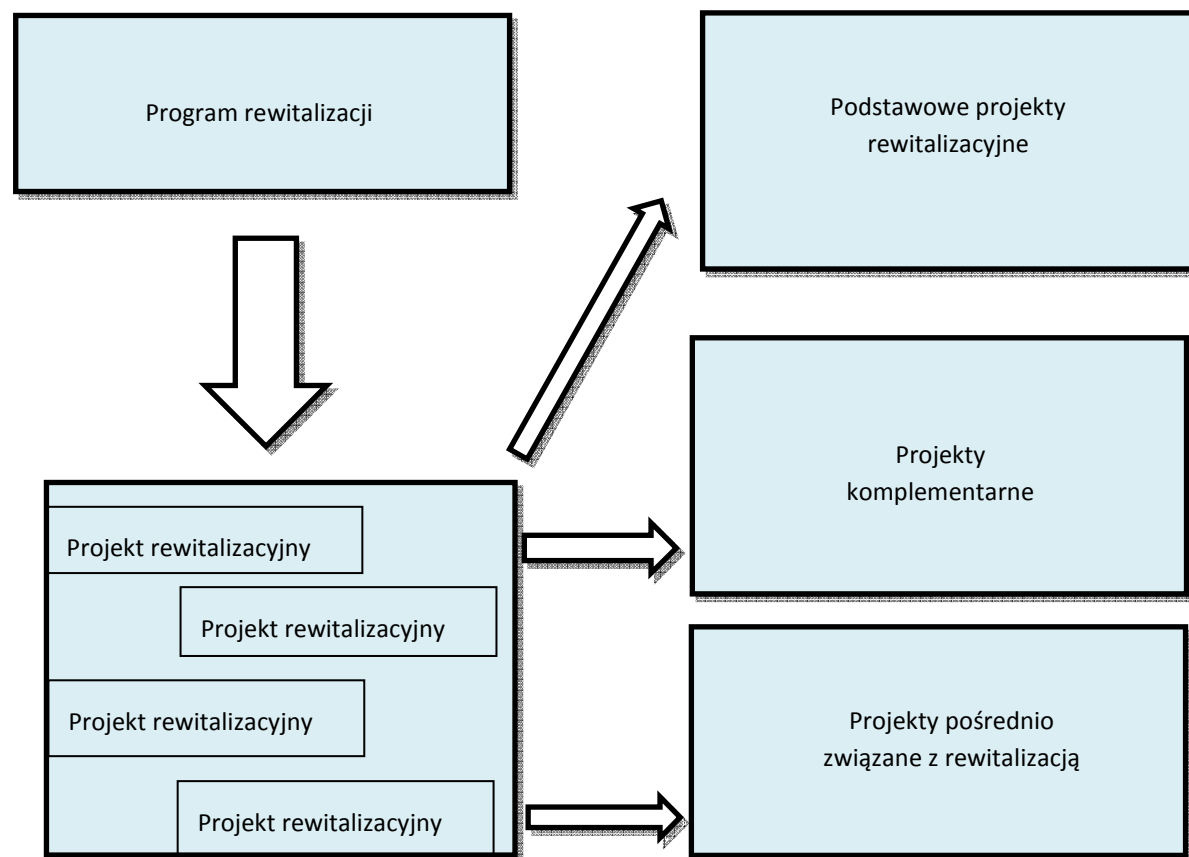 Program rewitalizacji
Podstawowe projekty
rewitalizacyjne
Projekty
komplementarne
Projekt rewitalizacyjny
Projekt rewitalizacyjny
Projekt rewitalizacyjny
Projekt rewitalizacyjny
Projekty pośrednio
związane z rewitalizacją